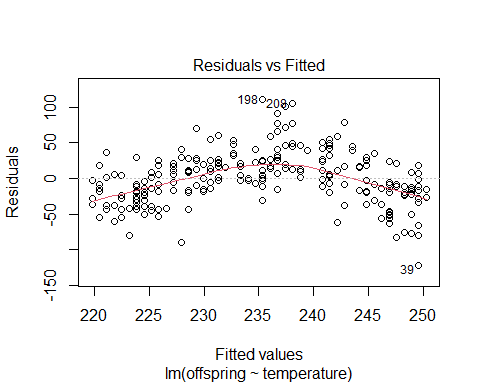 Residuals vs Fitted
Residuals
100
50
0
-50
-150
198
208
39
220 225 230 235 240 245 250
Fitted values
lm(offspring ~ temperature)